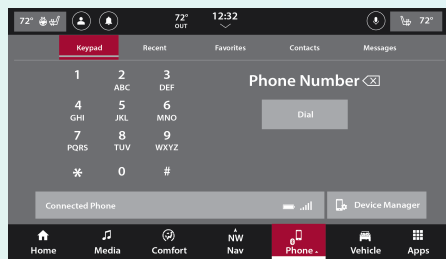 72° 72° OUT 12:32 72°
Keypad Recent Favorites Contacts Messages
1 2 ABC 3 DEF
Phone Number
4 GHI 5 JKL 6 MNO
Dial
7 PQRS 8 TUV 9 WXYZ
* 0 #
Connected Phone Device Manager
Home Media Comfort NW Nav 0 Phone Vehicle Apps